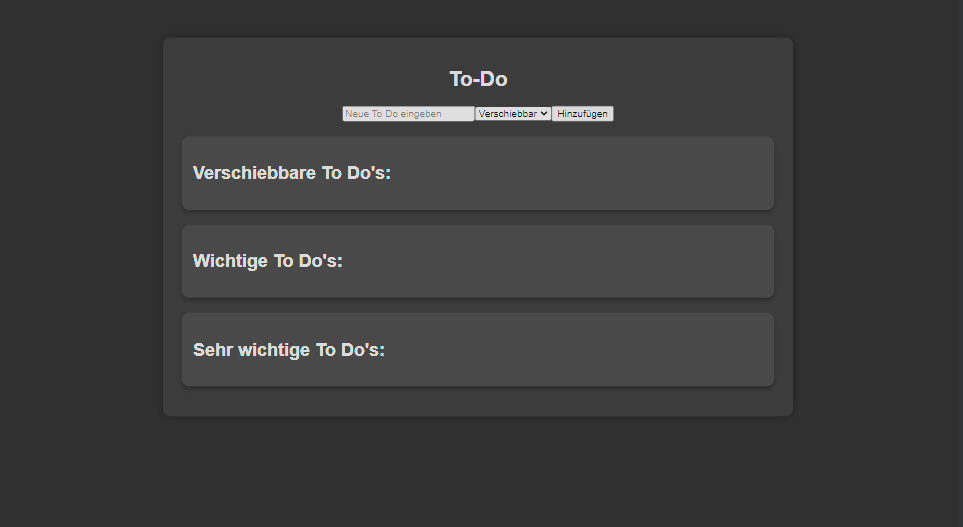 To-Do
Neue To Do eingeben Verschiebbar Hinzufügen
Verschiebbare To Do's:
Wichtige To Do's:
Sehr wichtige To Do's: